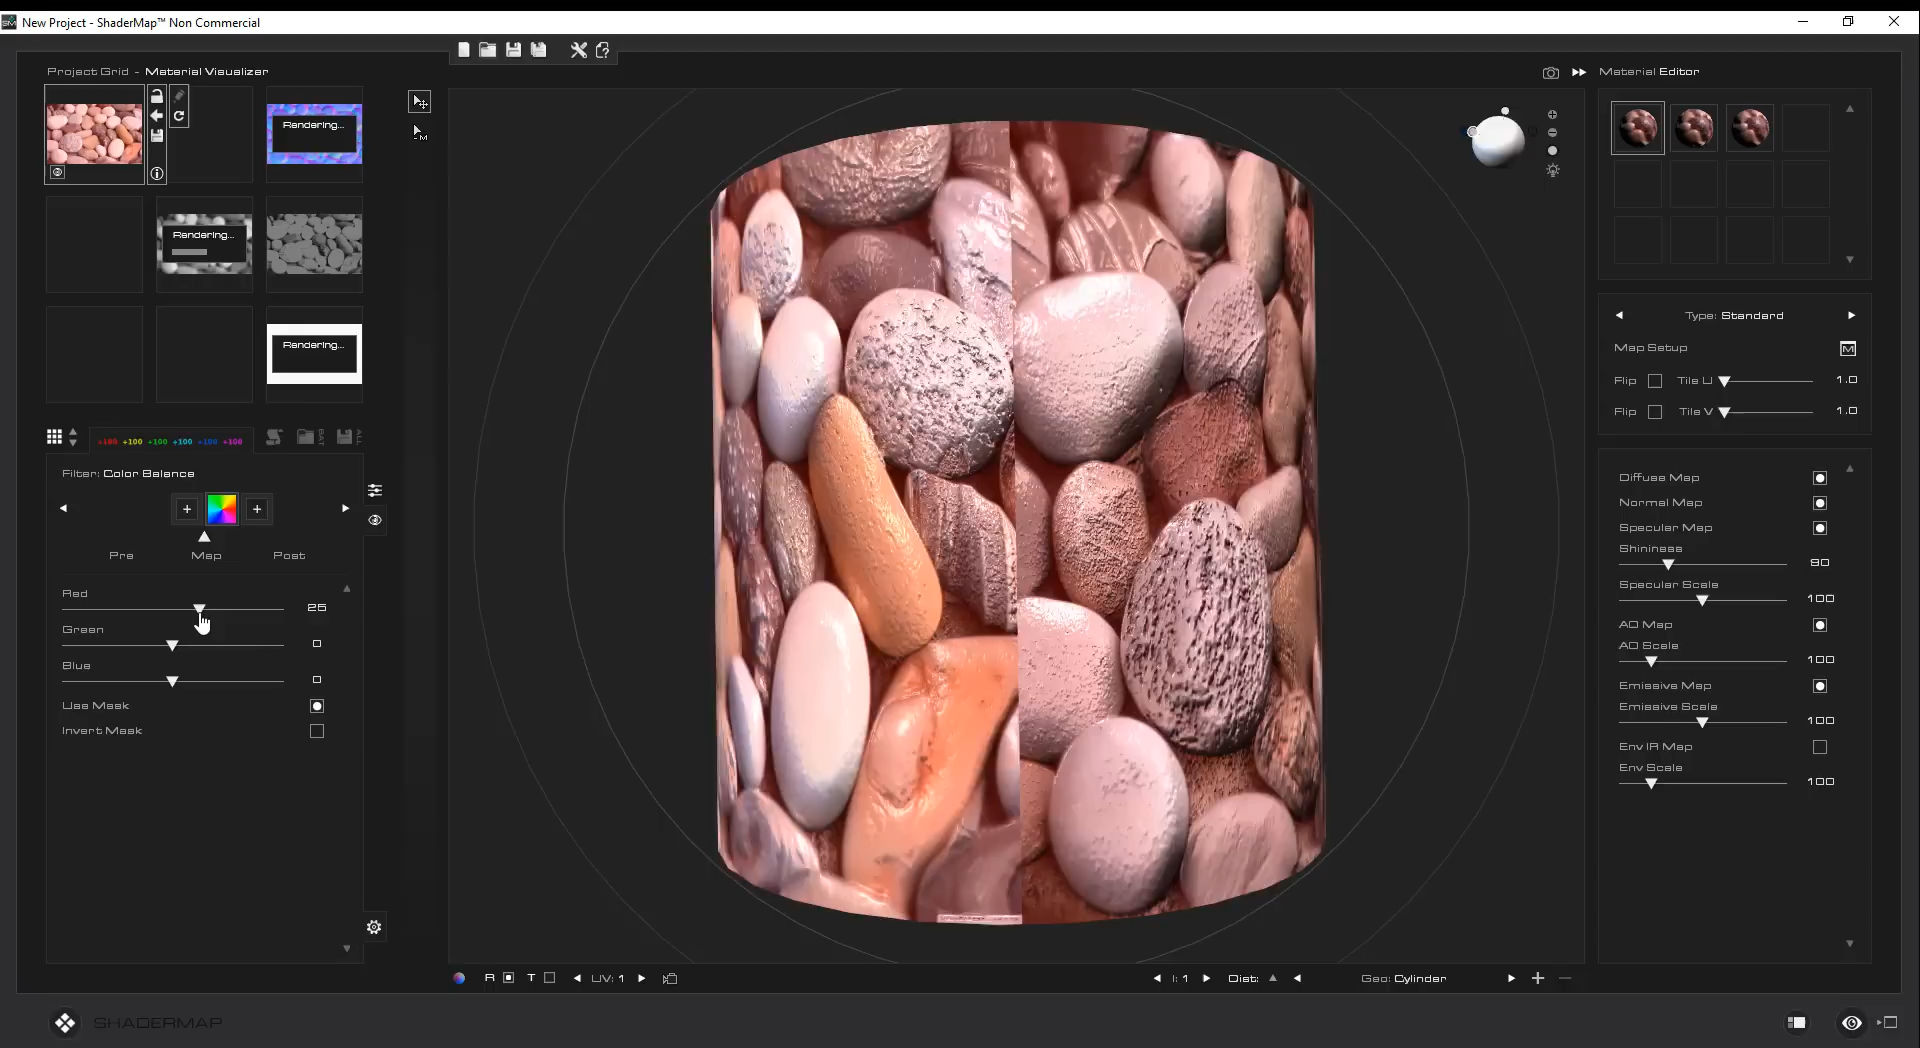 New Project - ShaderMap™ Non Commercial
Project Grid - Material Visualizer
Material Editor
Rendering...
Rendering...
Rendering...
+100 +100 +100 +100 +100 +100
BAT
ALL
Filter: Color Balance
Pre Map Post
Red
25
Green
0
Blue
0
Use Mask
Invert Mask
Type: Standard
Map Setup
M
Flip Tile U 1.0
Flip Tile V 1.0
Diffuse Map
Normal Map
Specular Map
Shininess
90
Specular Scale
100
AO Map
AO Scale
100
Emissive Map
Emissive Scale
100
Env IR Map
Env Scale
100
R T UV: 1
I: 1 Dist: Geo: Cylinder
SHADERMAP